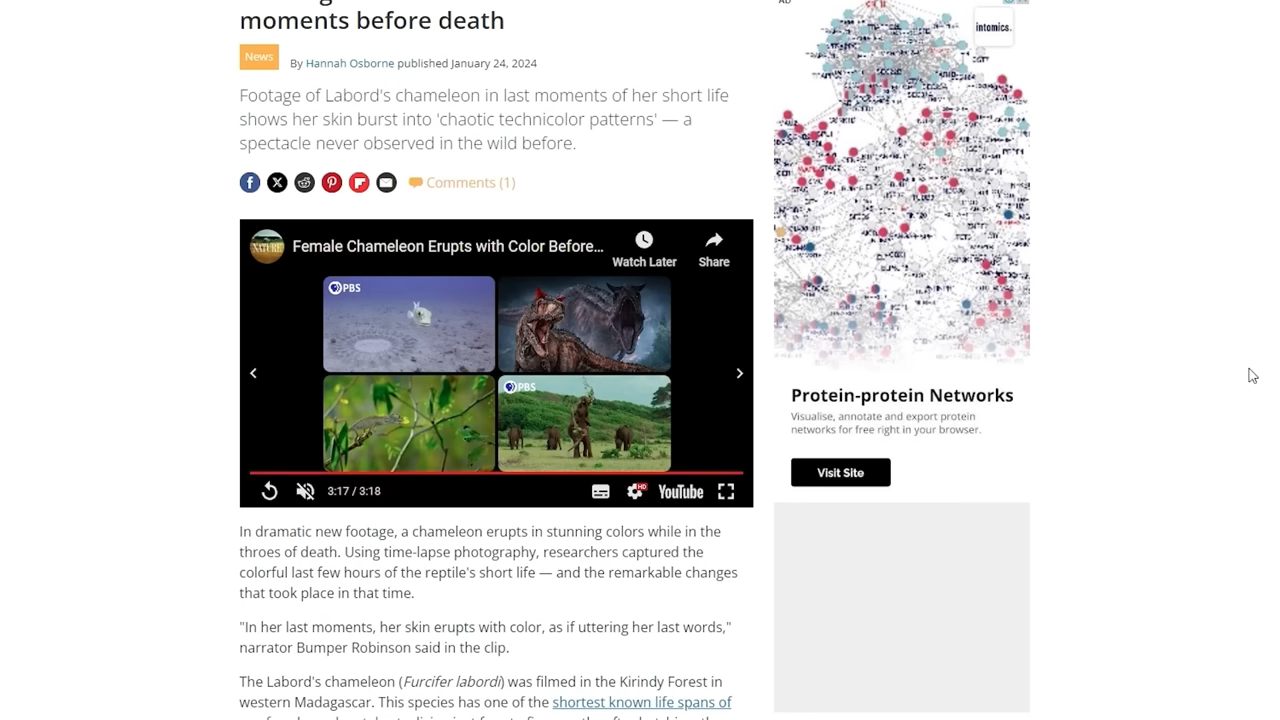 moments before death
AD
intomics.
News
By Hannah Osborne published January 24, 2024
Footage of Labord's chameleon in last moments of her short life
shows her skin burst into 'chaotic technicolor patterns' — a
spectacle never observed in the wild before.
Comments (1)
NATURE
Female Chameleon Erupts with Color Before...
Watch Later
Share
PBS
PBS
3:17 / 3:18
HD
YouTube
Protein-protein Networks
Visualise, annotate and export protein
networks for free right in your browser.
Visit Site
In dramatic new footage, a chameleon erupts in stunning colors while in the
throes of death. Using time-lapse photography, researchers captured the
colorful last few hours of the reptile's short life — and the remarkable changes
that took place in that time.
"In her last moments, her skin erupts with color, as if uttering her last words,"
narrator Bumper Robinson said in the clip.
The Labord's chameleon (Furcifer labordi) was filmed in the Kirindy Forest in
western Madagascar. This species has one of the shortest known life spans of